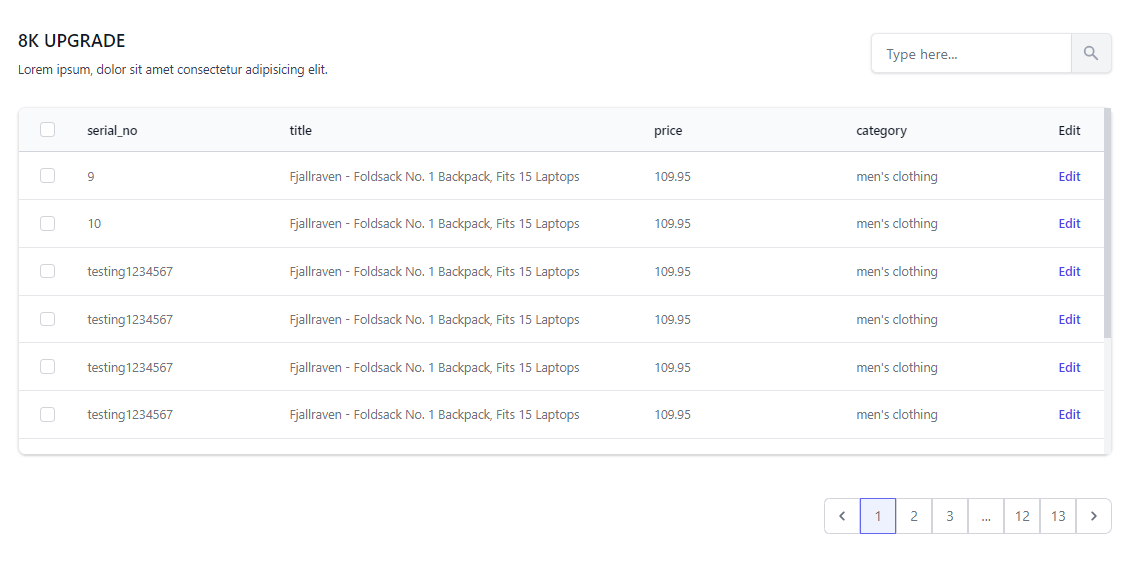 8K UPGRADE
Lorem ipsum, dolor sit amet consectetur adipisicing elit.
Type here...
serial_no title price category Edit
9 Fjallraven - Foldsack No. 1 Backpack, Fits 15 Laptops 109.95 men's clothing Edit
10 Fjallraven - Foldsack No. 1 Backpack, Fits 15 Laptops 109.95 men's clothing Edit
testing1234567 Fjallraven - Foldsack No. 1 Backpack, Fits 15 Laptops 109.95 men's clothing Edit
testing1234567 Fjallraven - Foldsack No. 1 Backpack, Fits 15 Laptops 109.95 men's clothing Edit
testing1234567 Fjallraven - Foldsack No. 1 Backpack, Fits 15 Laptops 109.95 men's clothing Edit
testing1234567 Fjallraven - Foldsack No. 1 Backpack, Fits 15 Laptops 109.95 men's clothing Edit
1 2 3 ... 12 13